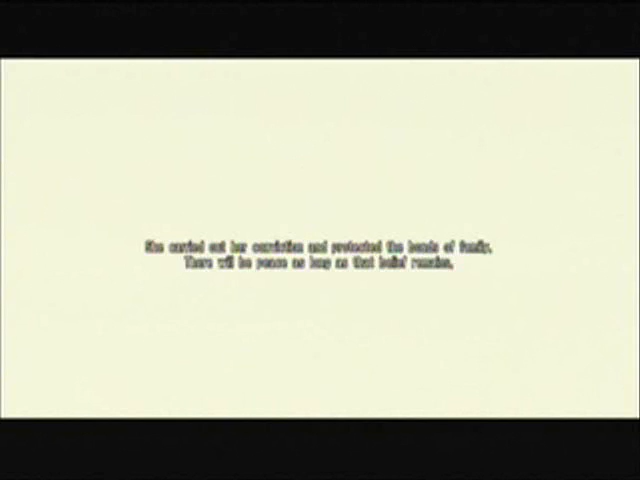 She carried out her conviction and protected the bonds of family.
There will be peace as long as that belief remains.